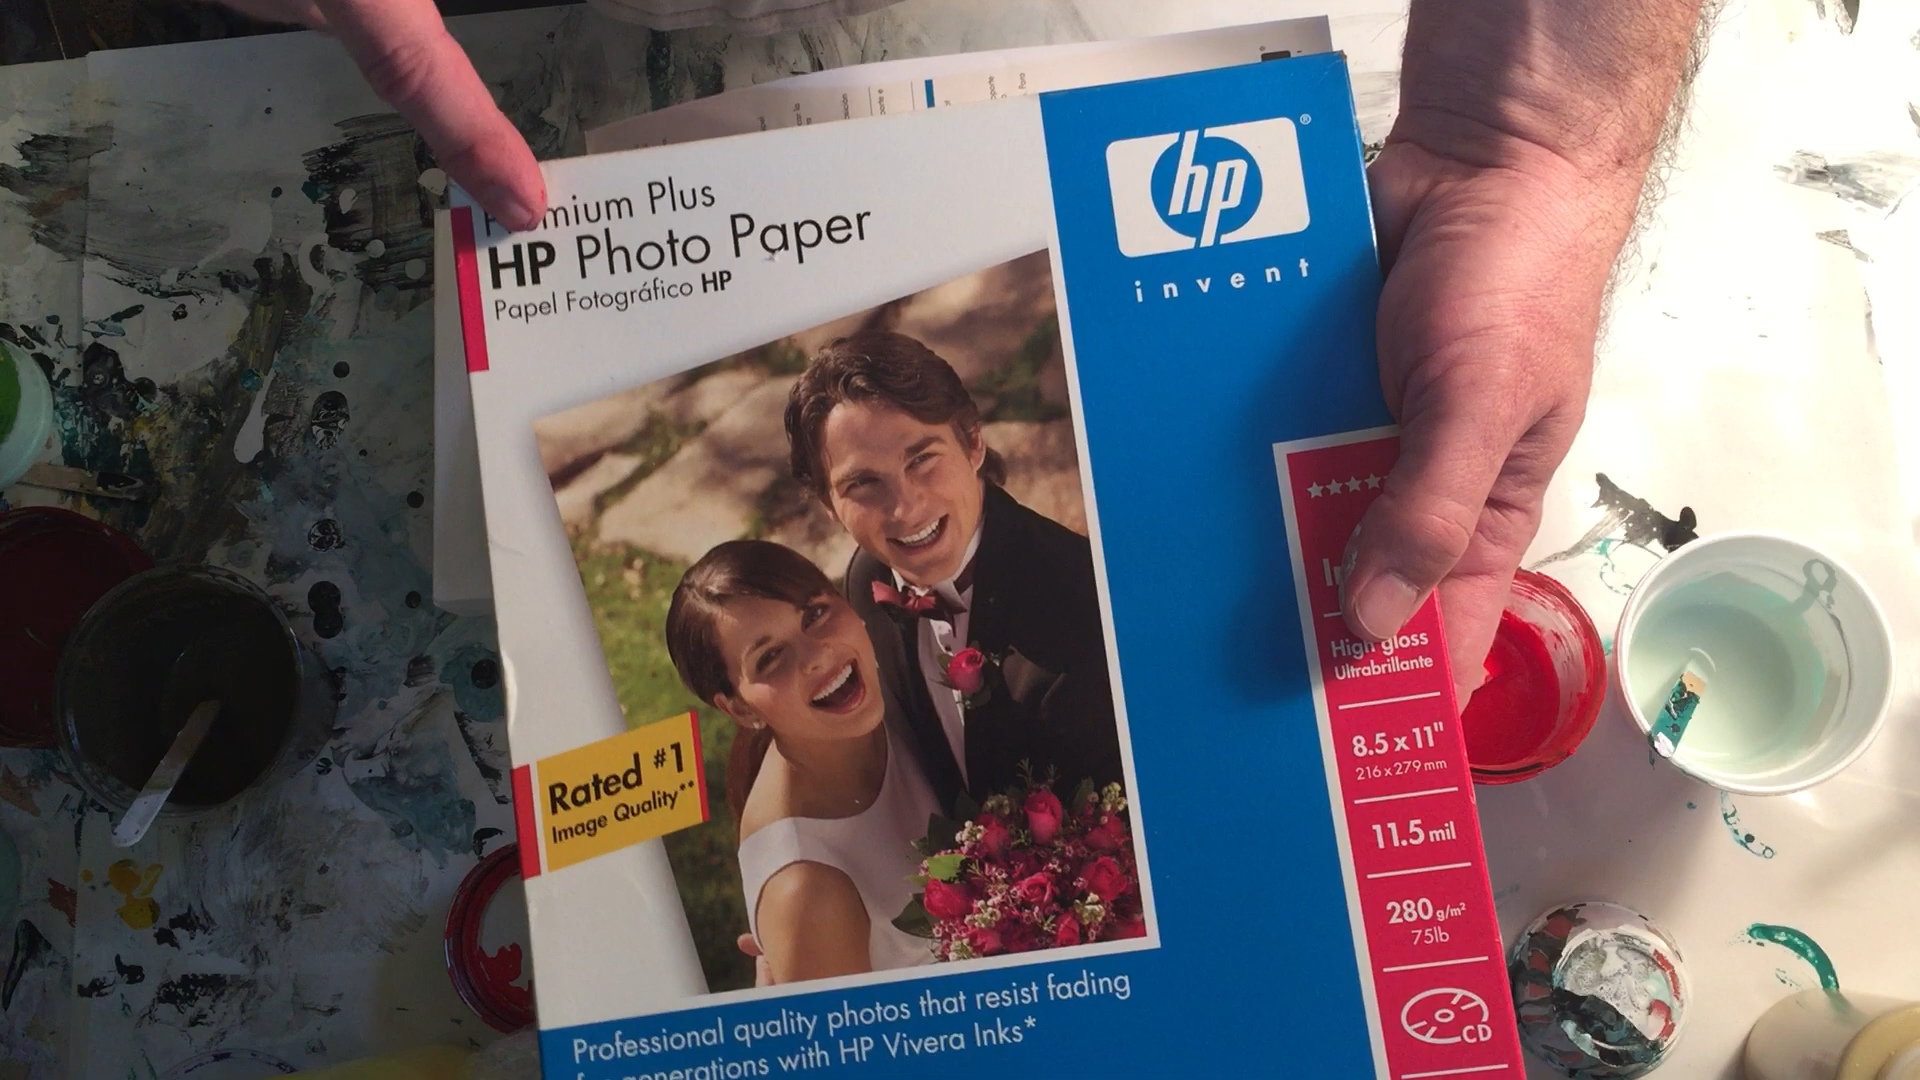 Premium Plus
HP Photo Paper
Papel Fotográfico HP
hp®
invent
Rated #1
Image Quality**
High gloss
Ultrabrillante
8.5 x 11"
216 x 279 mm
11.5 mil
280 g/m²
75lb
CD
Professional quality photos that resist fading
generations with HP Vivera Inks*